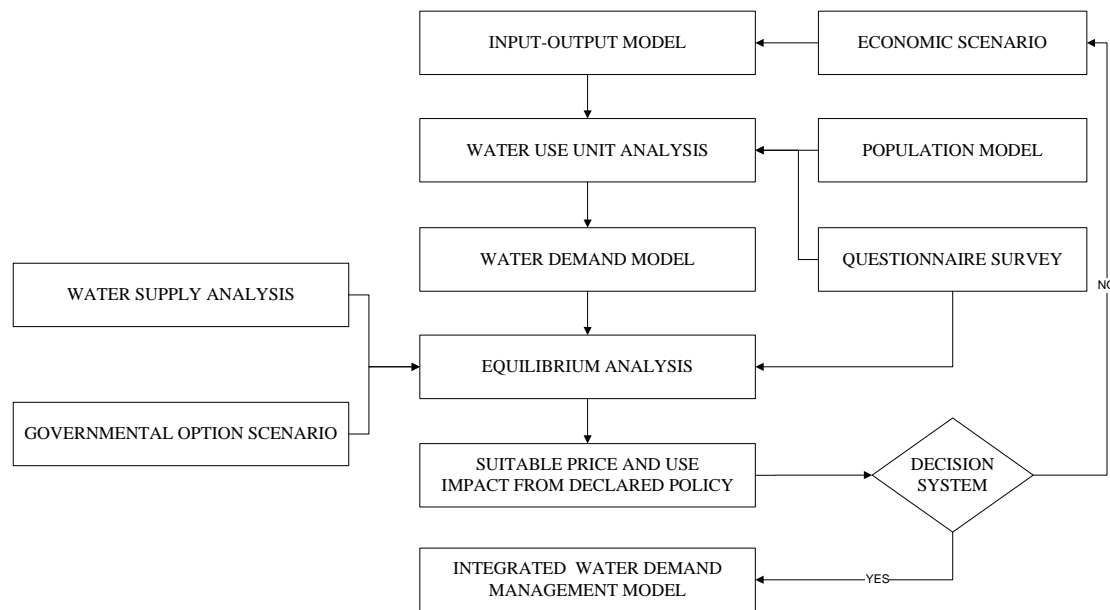 INPUT-OUTPUT MODEL
ECONOMIC SCENARIO
WATER USE UNIT ANALYSIS
POPULATION MODEL
WATER DEMAND MODEL
QUESTIONNAIRE SURVEY
WATER SUPPLY ANALYSIS
NO
EQUILIBRIUM ANALYSIS
GOVERNMENTAL OPTION SCENARIO
SUITABLE PRICE AND USE
IMPACT FROM DECLARED POLICY
DECISION
SYSTEM
INTEGRATED WATER DEMAND
MANAGEMENT MODEL
YES